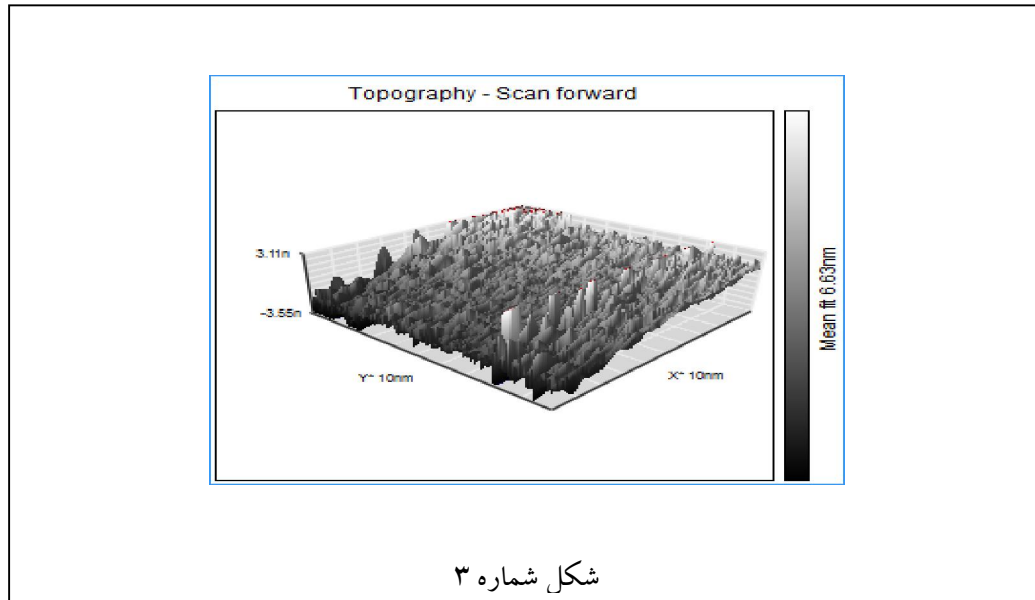 Topography - Scan forward
3.11n
-3.55n
Y* 10nm
X* 10nm
Mean fit 6.63nm
شکل شماره ۳